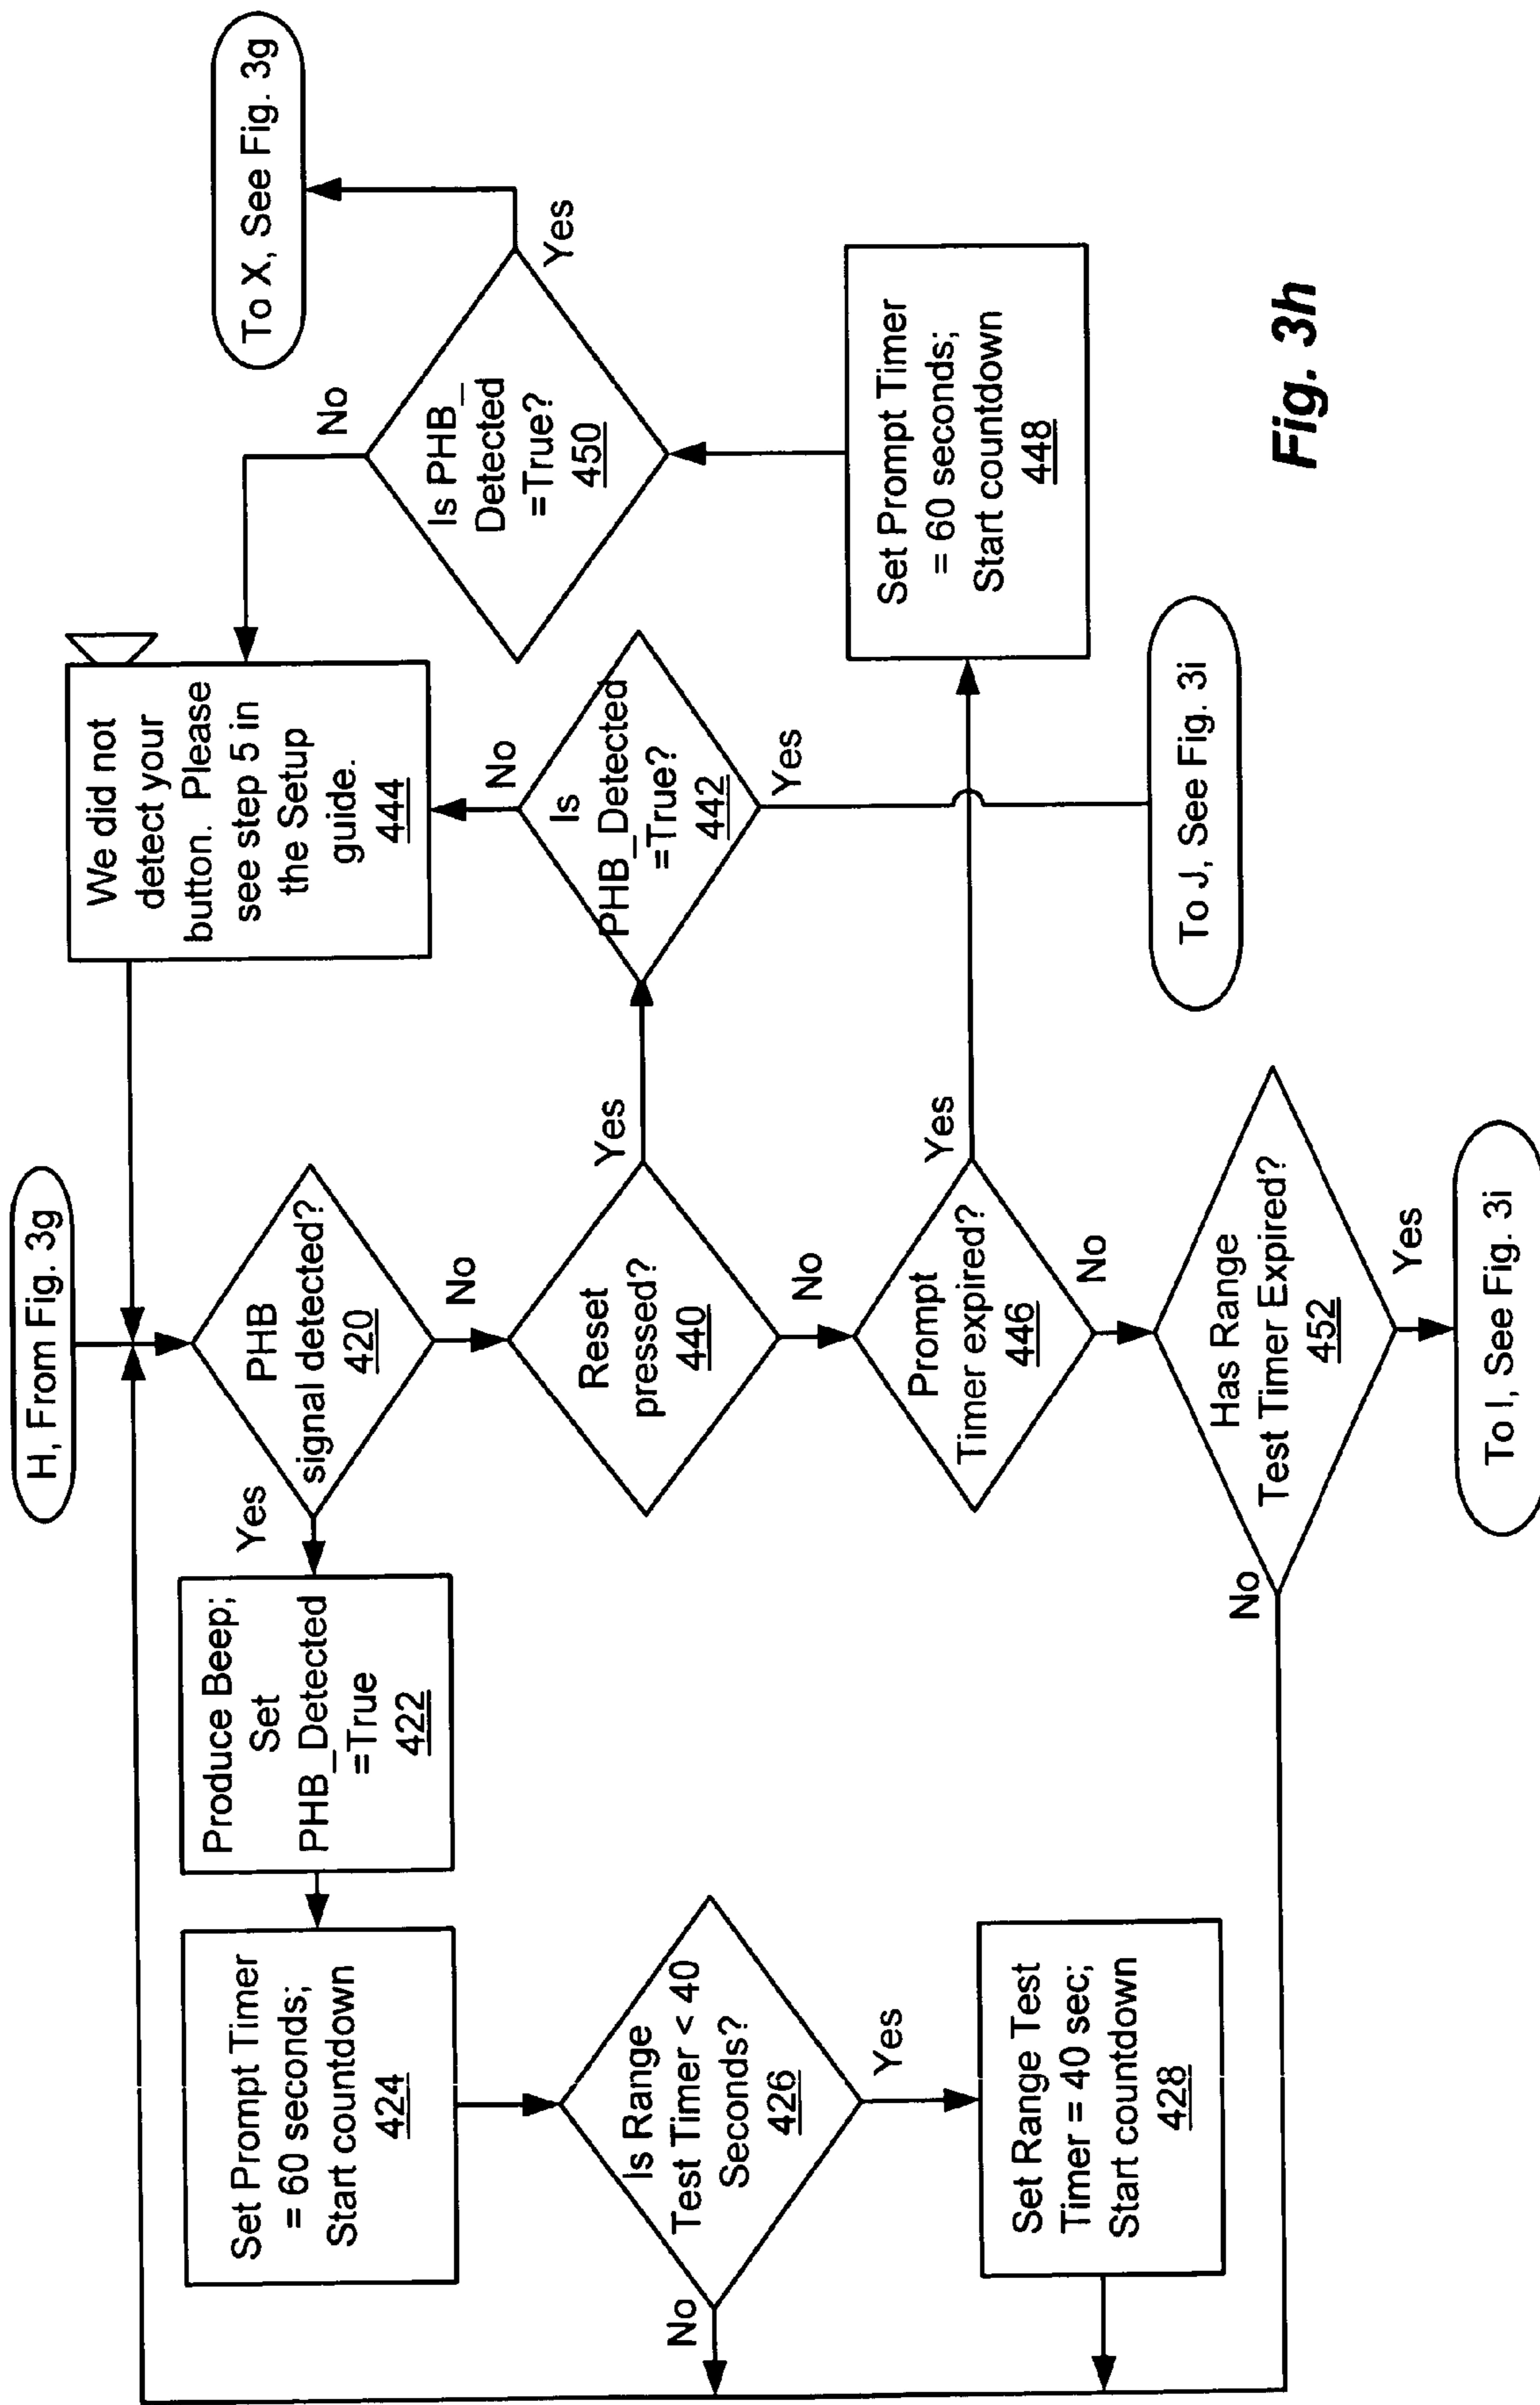 H, From Fig. 3g
To X, See Fig. 3g
We did not
detect your
button. Please
see step 5 in
the Setup
guide.
444
No
Is PHB_
Detected
=True?
450
Yes
PHB
signal detected?
420
Yes
No
Produce Beep;
Set
PHB_Detected
=True
422
Set Prompt Timer
= 60 seconds;
Start countdown
424
Is Range
Test Timer < 40
Seconds?
426
No
Yes
Set Range Test
Timer = 40 sec;
Start countdown
428
Reset
pressed?
440
Yes
No
Is
PHB_Detected
=True?
442
No
Yes
Prompt
Timer expired?
446
Yes
No
Set Prompt Timer
= 60 seconds;
Start countdown
448
Has Range
Test Timer Expired?
452
No
Yes
To J, See Fig. 3i
To I, See Fig. 3i
Fig. 3h